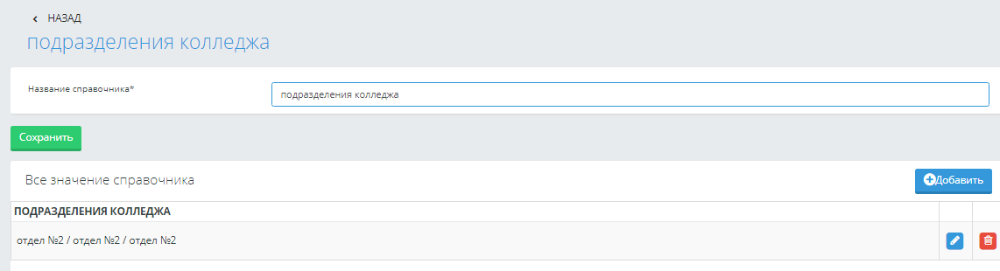 НАЗАД
подразделения колледжа
Название справочника*
подразделения колледжа
Сохранить
Все значение справочника
Добавить
ПОДРАЗДЕЛЕНИЯ КОЛЛЕДЖА
отдел №2 / отдел №2 / отдел №2